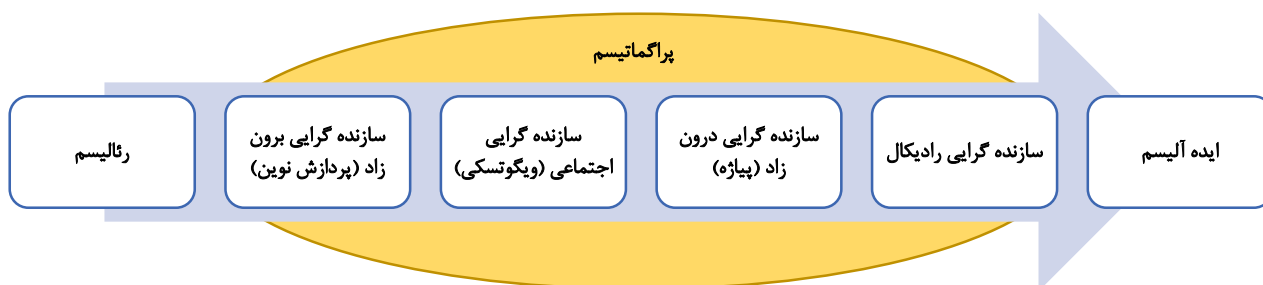 پراگماتیسم
رئالیسم
سازنده گرایی برون
زاد (پردازش نوین)
سازنده گرایی
اجتماعی (ویگوتسکی)
سازنده گرایی درون
زاد (پیاژه)
سازنده گرایی رادیکال
ایده آلیسم